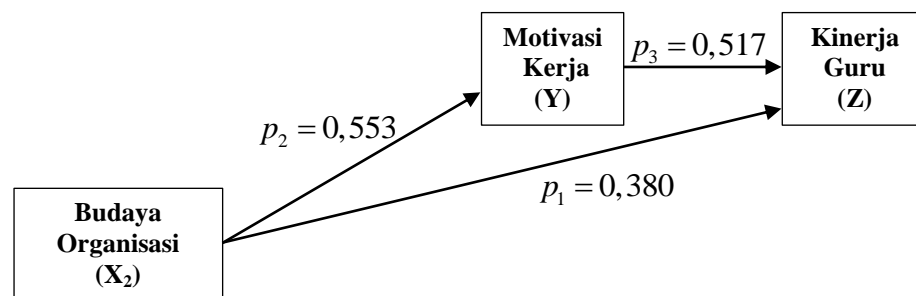 Motivasi
Kerja
(Y)
p₃ = 0,517
Kinerja
Guru
(Z)
p₂ = 0,553
p₁ = 0,380
Budaya
Organisasi
(X₂)